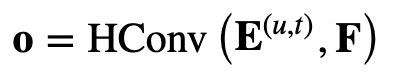 𝐨 = HConv (𝐄^{(u,t)}, 𝐅)